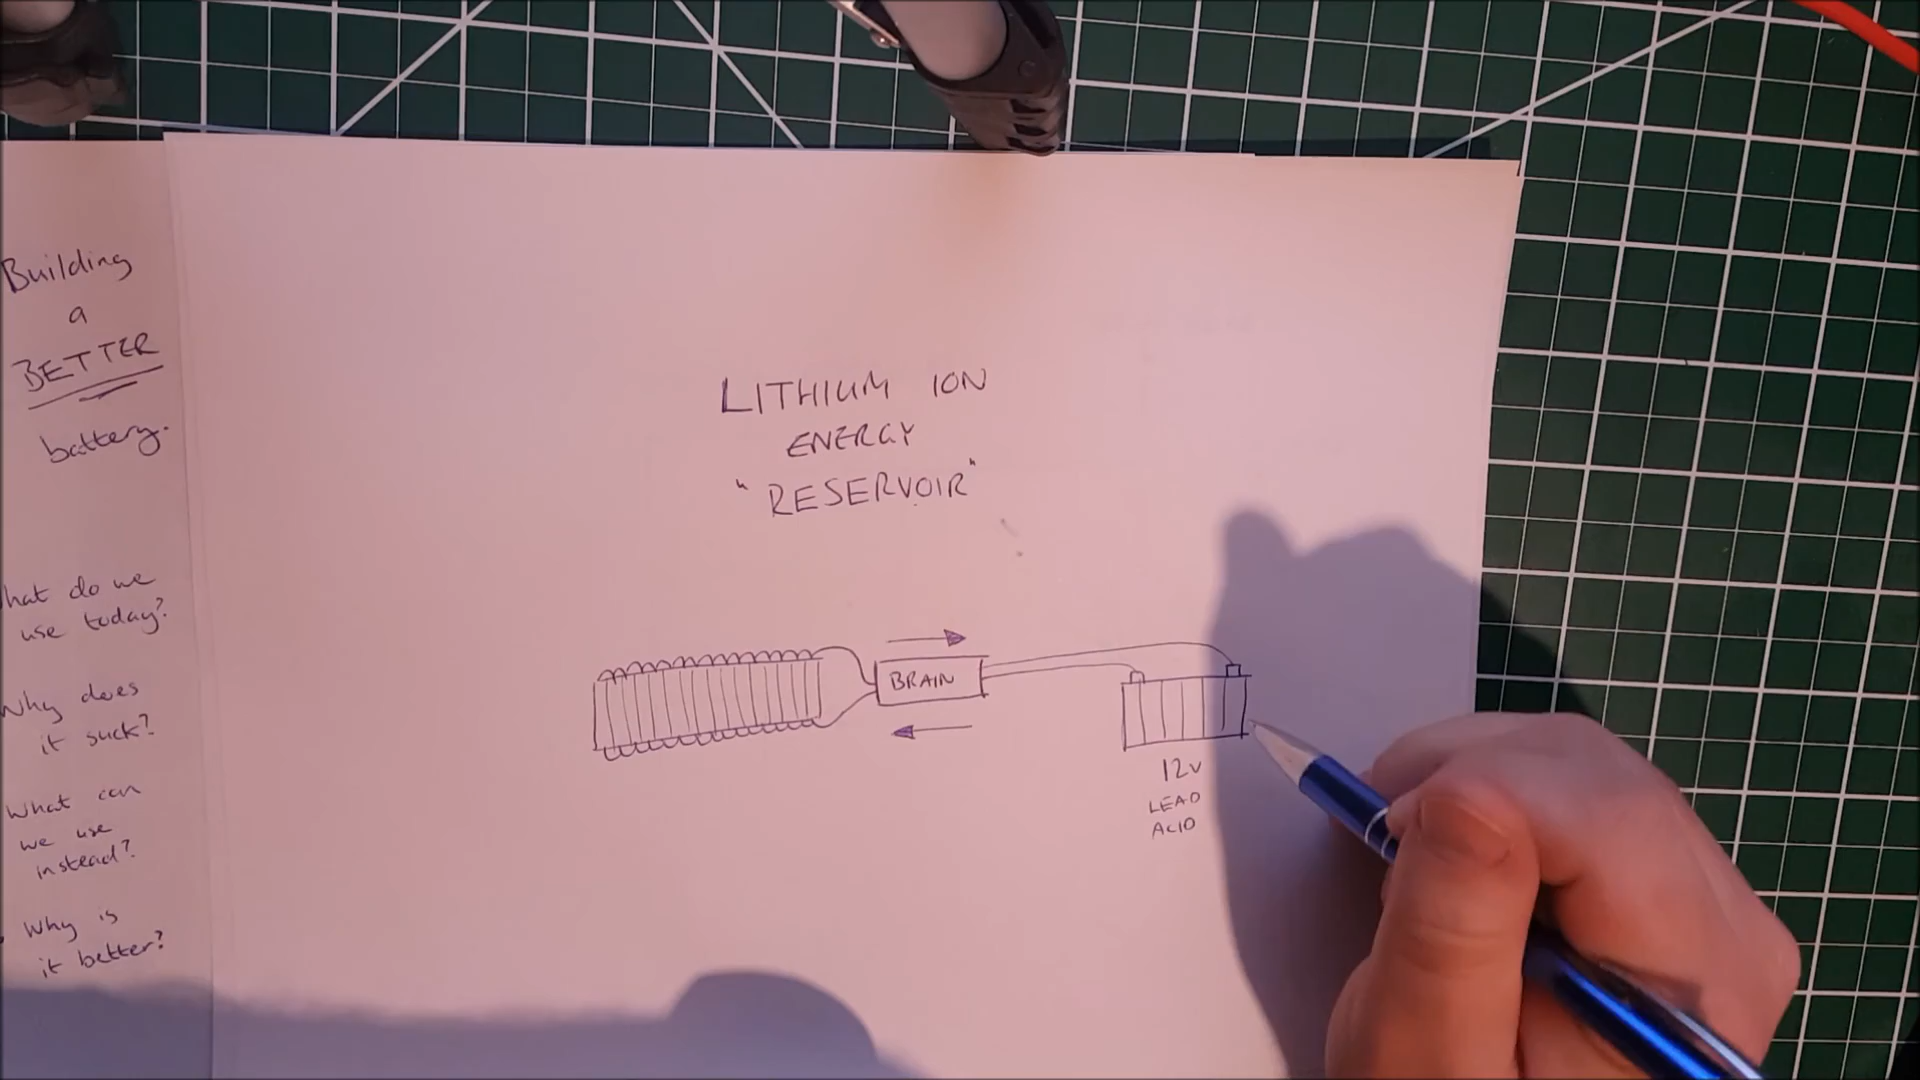 Building
a
BETTER
battery.
hat do we
use today?
Why does
it suck?
What can
we use
instead?
Why is
it better?
LITHIUM ION
ENERGY
"RESERVOIR"
BRAIN
12v
LEAD
ACID